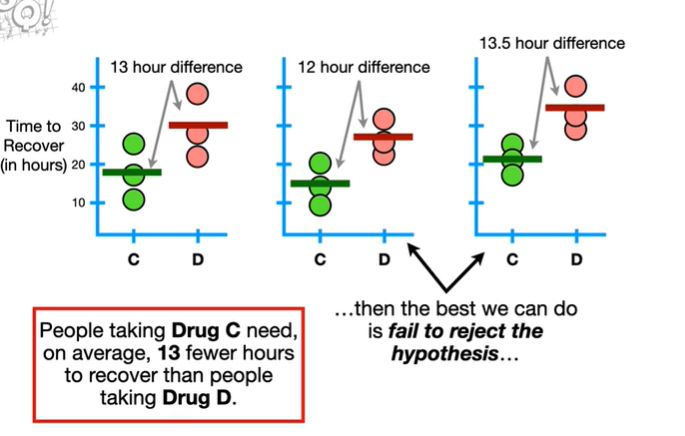 Q!
13 hour difference
12 hour difference
13.5 hour difference
Time to
Recover
(in hours)
40
30
20
10
C D
C D
C D
People taking Drug C need,
on average, 13 fewer hours
to recover than people
taking Drug D.
...then the best we can do
is fail to reject the
hypothesis...